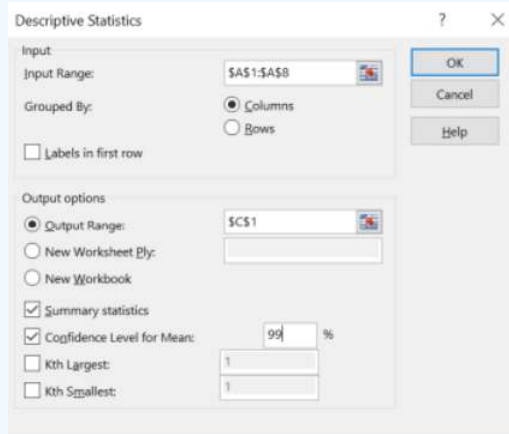 Descriptive Statistics ? ×
Input
Input Range: $A$1:$A$8
Grouped By: Columns
Rows
Labels in first row
OK
Cancel
Help
Output options
Output Range: $C$1
New Worksheet Ply:
New Workbook
Summary statistics
Confidence Level for Mean: 99 %
Kth Largest: 1
Kth Smallest: 1